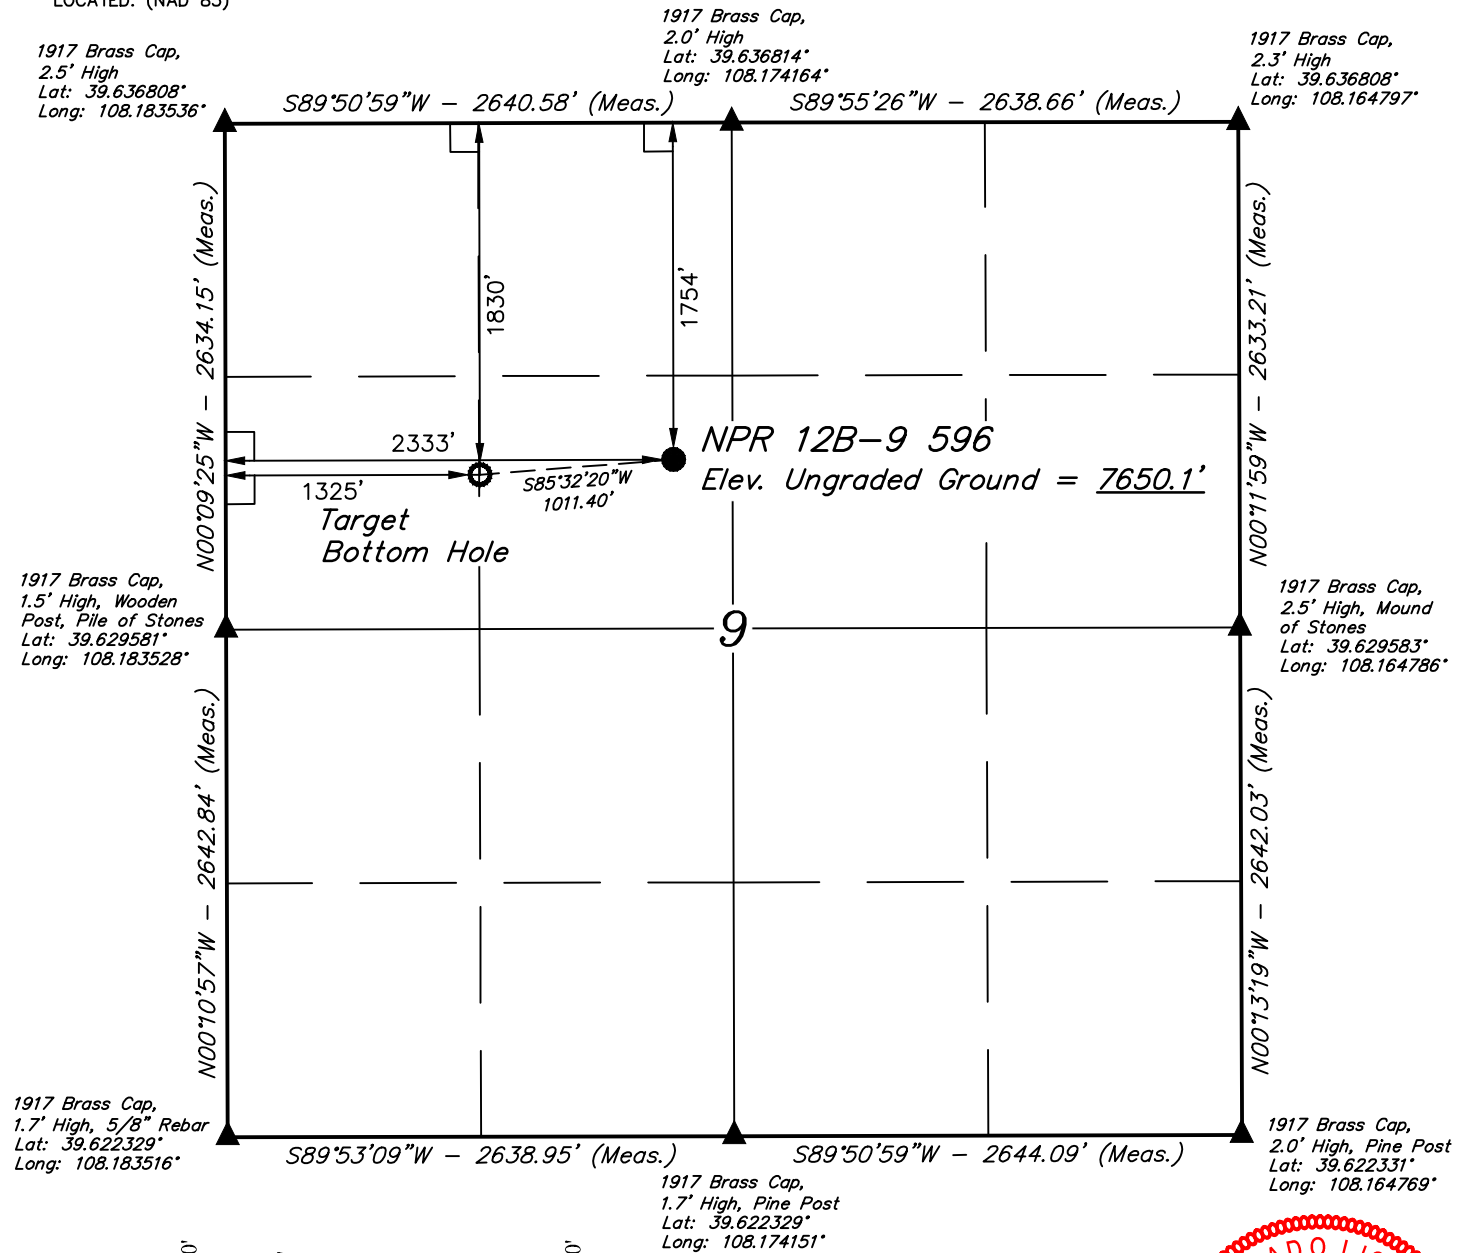 LOCATED: (NAD 83)
1917 Brass Cap,
2.5' High
Lat: 39.636808°
Long: 108.183536°
1917 Brass Cap,
2.0' High
Lat: 39.636814°
Long: 108.174164°
1917 Brass Cap,
2.3' High
Lat: 39.636808°
Long: 108.164797°
S89°50'59"W - 2640.58' (Meas.)
S89°55'26"W - 2638.66' (Meas.)
N00°09'25"W - 2634.15' (Meas.)
1830'
1754'
N00°11'59"W - 2633.21' (Meas.)
2333'
NPR 12B-9 596
Elev. Ungraded Ground = 7650.1'
1325'
S85°32'20"W
1011.40'
Target
Bottom Hole
1917 Brass Cap,
1.5' High, Wooden
Post, Pile of Stones
Lat: 39.629581°
Long: 108.183528°
9
1917 Brass Cap,
2.5' High, Mound
of Stones
Lat: 39.629583°
Long: 108.164786°
N00°10'57"W - 2642.84' (Meas.)
N00°13'19"W - 2642.03' (Meas.)
1917 Brass Cap,
1.7' High, 5/8" Rebar
Lat: 39.622329°
Long: 108.183516°
S89°53'09"W - 2638.95' (Meas.)
S89°50'59"W - 2644.09' (Meas.)
1917 Brass Cap,
1.7' High, Pine Post
Lat: 39.622329°
Long: 108.174151°
1917 Brass Cap,
2.0' High, Pine Post
Lat: 39.622331°
Long: 108.164769°